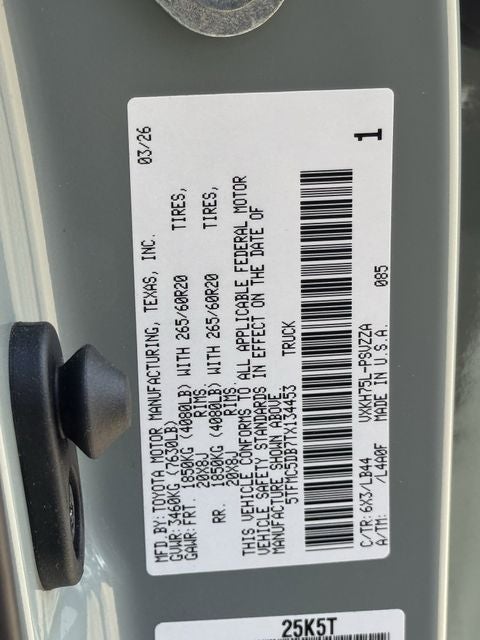 MFD.BY:TOYOTA MOTOR MANUFACTURING, TEXAS, INC. 03/26
GVWR:3460KG (7630LB)
GAWR:FRT. 1850KG (4080LB) WITH 265/60R20 TIRES,
20X8J RIMS.
RR. 1850KG (4080LB) WITH 265/60R20 TIRES,
20X8J RIMS.
THIS VEHICLE CONFORMS TO ALL APPLICABLE FEDERAL MOTOR
VEHICLE SAFETY STANDARDS IN EFFECT ON THE DATE OF
MANUFACTURE SHOWN ABOVE.
5TFMC5DB7TX134453 TRUCK
C/TR:6X3/LB44 VXKH75L-PSUZZA 1
A/TM: /L4A0F MADE IN U.S.A. 085
25K5T